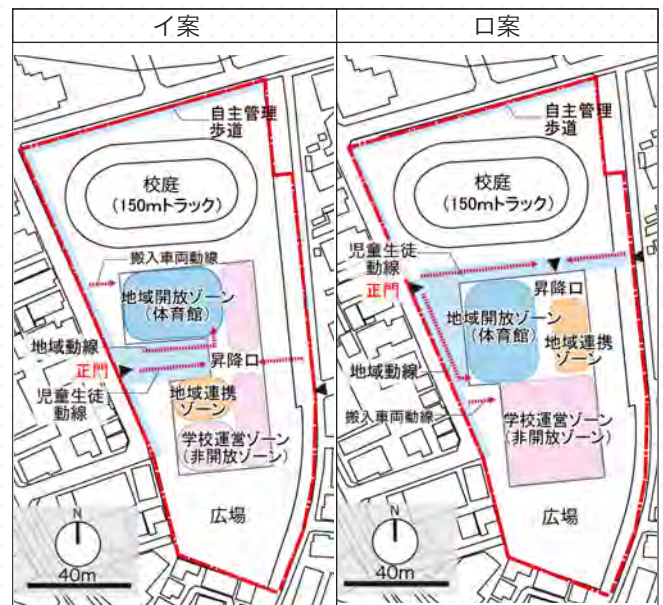 イ案
自主管理
歩道
校庭
(150mトラック)
搬入車両動線
地域開放ゾーン
(体育館)
地域動線
正門
昇降口
児童生徒
動線
地域連携
ゾーン
学校運営ゾーン
(非開放ゾーン)
広場
N
40m
ロ案
自主管理
歩道
校庭
(150mトラック)
児童生徒
動線
正門
昇降口
地域開放ゾーン
(体育館)
地域連携
ゾーン
地域動線
搬入車両動線
学校運営ゾーン
(非開放ゾーン)
広場
N
40m